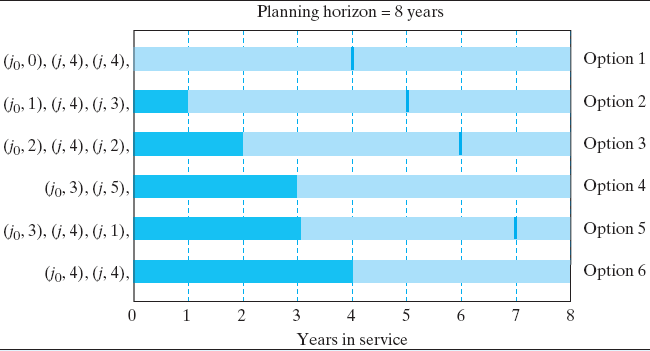 Planning horizon = 8 years
(j₀, 0), (j, 4), (j, 4), Option 1
(j₀, 1), (j, 4), (j, 3), Option 2
(j₀, 2), (j, 4), (j, 2), Option 3
(j₀, 3), (j, 5), Option 4
(j₀, 3), (j, 4), (j, 1), Option 5
(j₀, 4), (j, 4), Option 6
0 1 2 3 4 5 6 7 8
Years in service